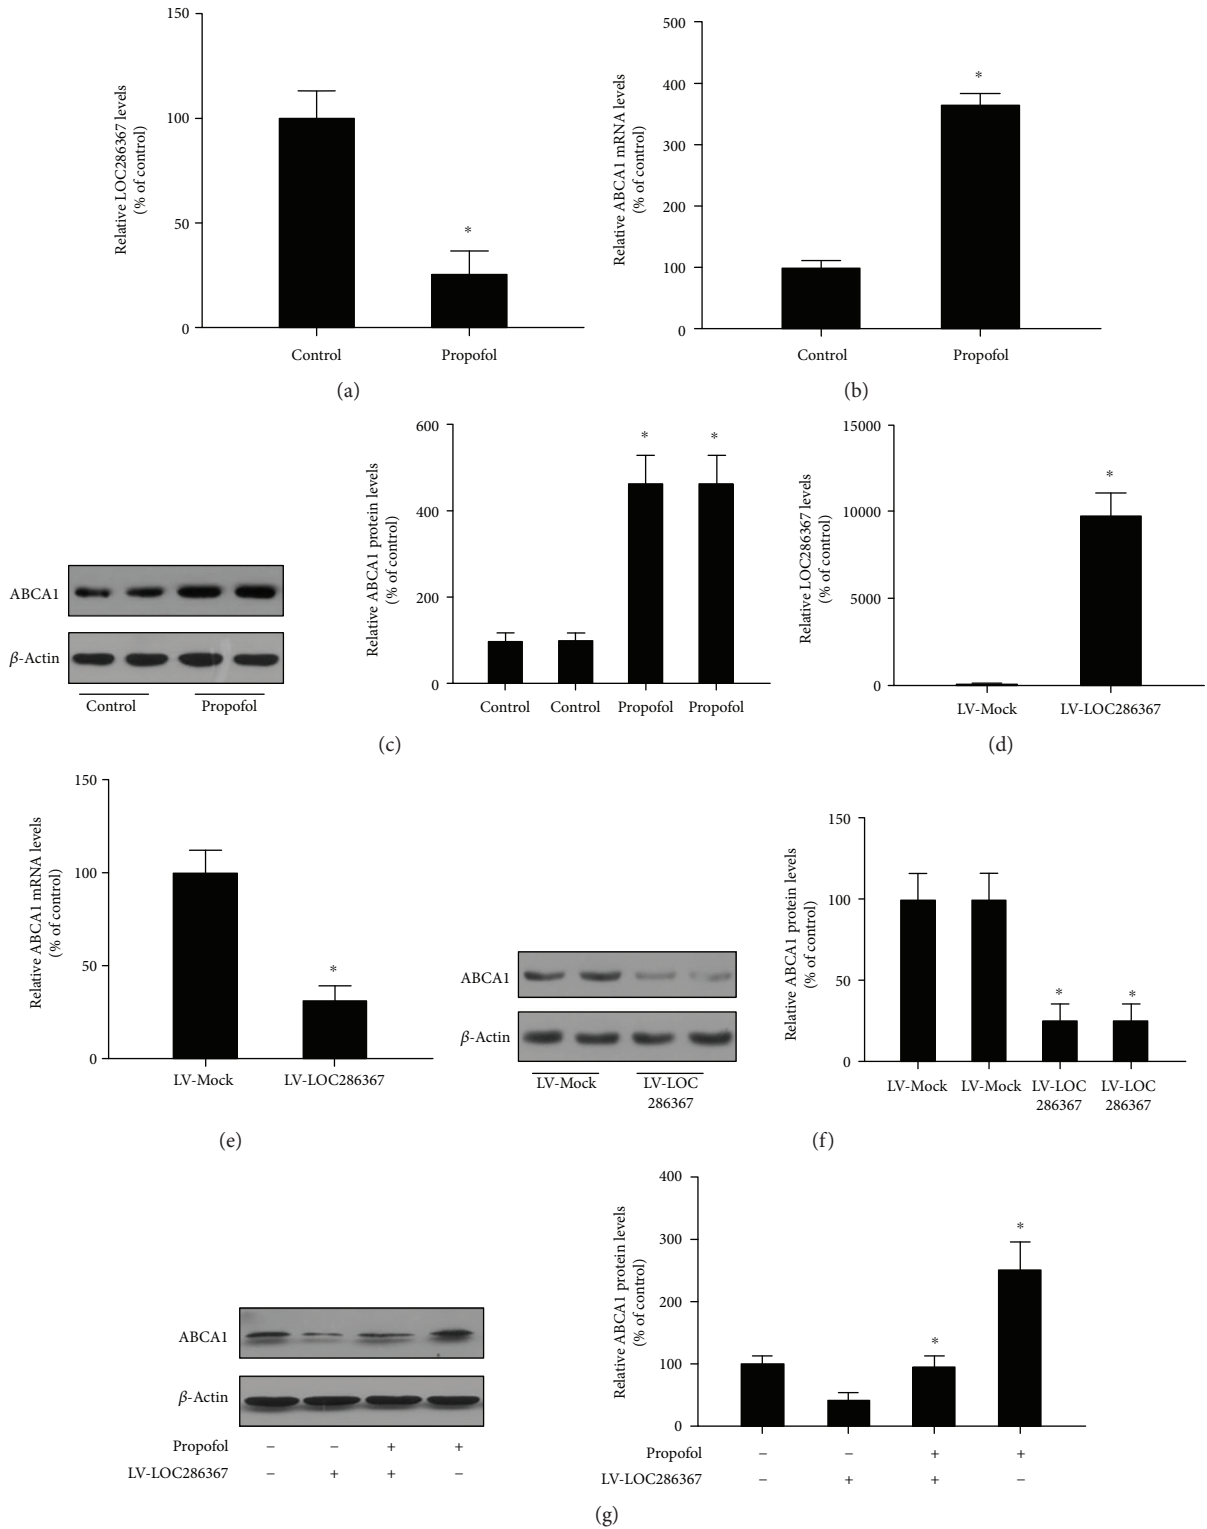 150
100
50
0
Relative LOC286367 levels
(% of control)
*
Control
Propofol
(a)
500
400
300
200
100
0
Relative ABCA1 mRNA levels
(% of control)
*
Control
Propofol
(b)
ABCA1
β-Actin
Control
Propofol
600
400
200
0
Relative ABCA1 protein levels
(% of control)
* *
Control Control Propofol Propofol
(c)
15000
10000
5000
0
Relative LOC286367 levels
(% of control)
*
LV-Mock
LV-LOC286367
(d)
150
100
50
0
Relative ABCA1 mRNA levels
(% of control)
*
LV-Mock
LV-LOC286367
(e)
ABCA1
β-Actin
LV-Mock
LV-LOC
286367
150
100
50
0
Relative ABCA1 protein levels
(% of control)
* *
LV-Mock LV-Mock LV-LOC LV-LOC
286367 286367
(f)
ABCA1
β-Actin
Propofol − − + +
LV-LOC286367 − + + −
400
300
200
100
0
Relative ABCA1 protein levels
(% of control)
* *
Propofol − − + +
LV-LOC286367 − + + −
(g)